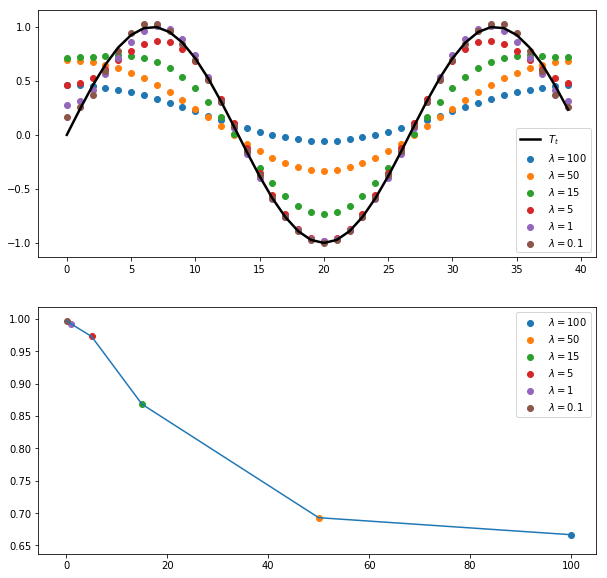 1.0
0.5
0.0
−0.5
−1.0
0 5 10 15 20 25 30 35 40
T_t
λ = 100
λ = 50
λ = 15
λ = 5
λ = 1
λ = 0.1
1.00
0.95
0.90
0.85
0.80
0.75
0.70
0.65
0 20 40 60 80 100
λ = 100
λ = 50
λ = 15
λ = 5
λ = 1
λ = 0.1